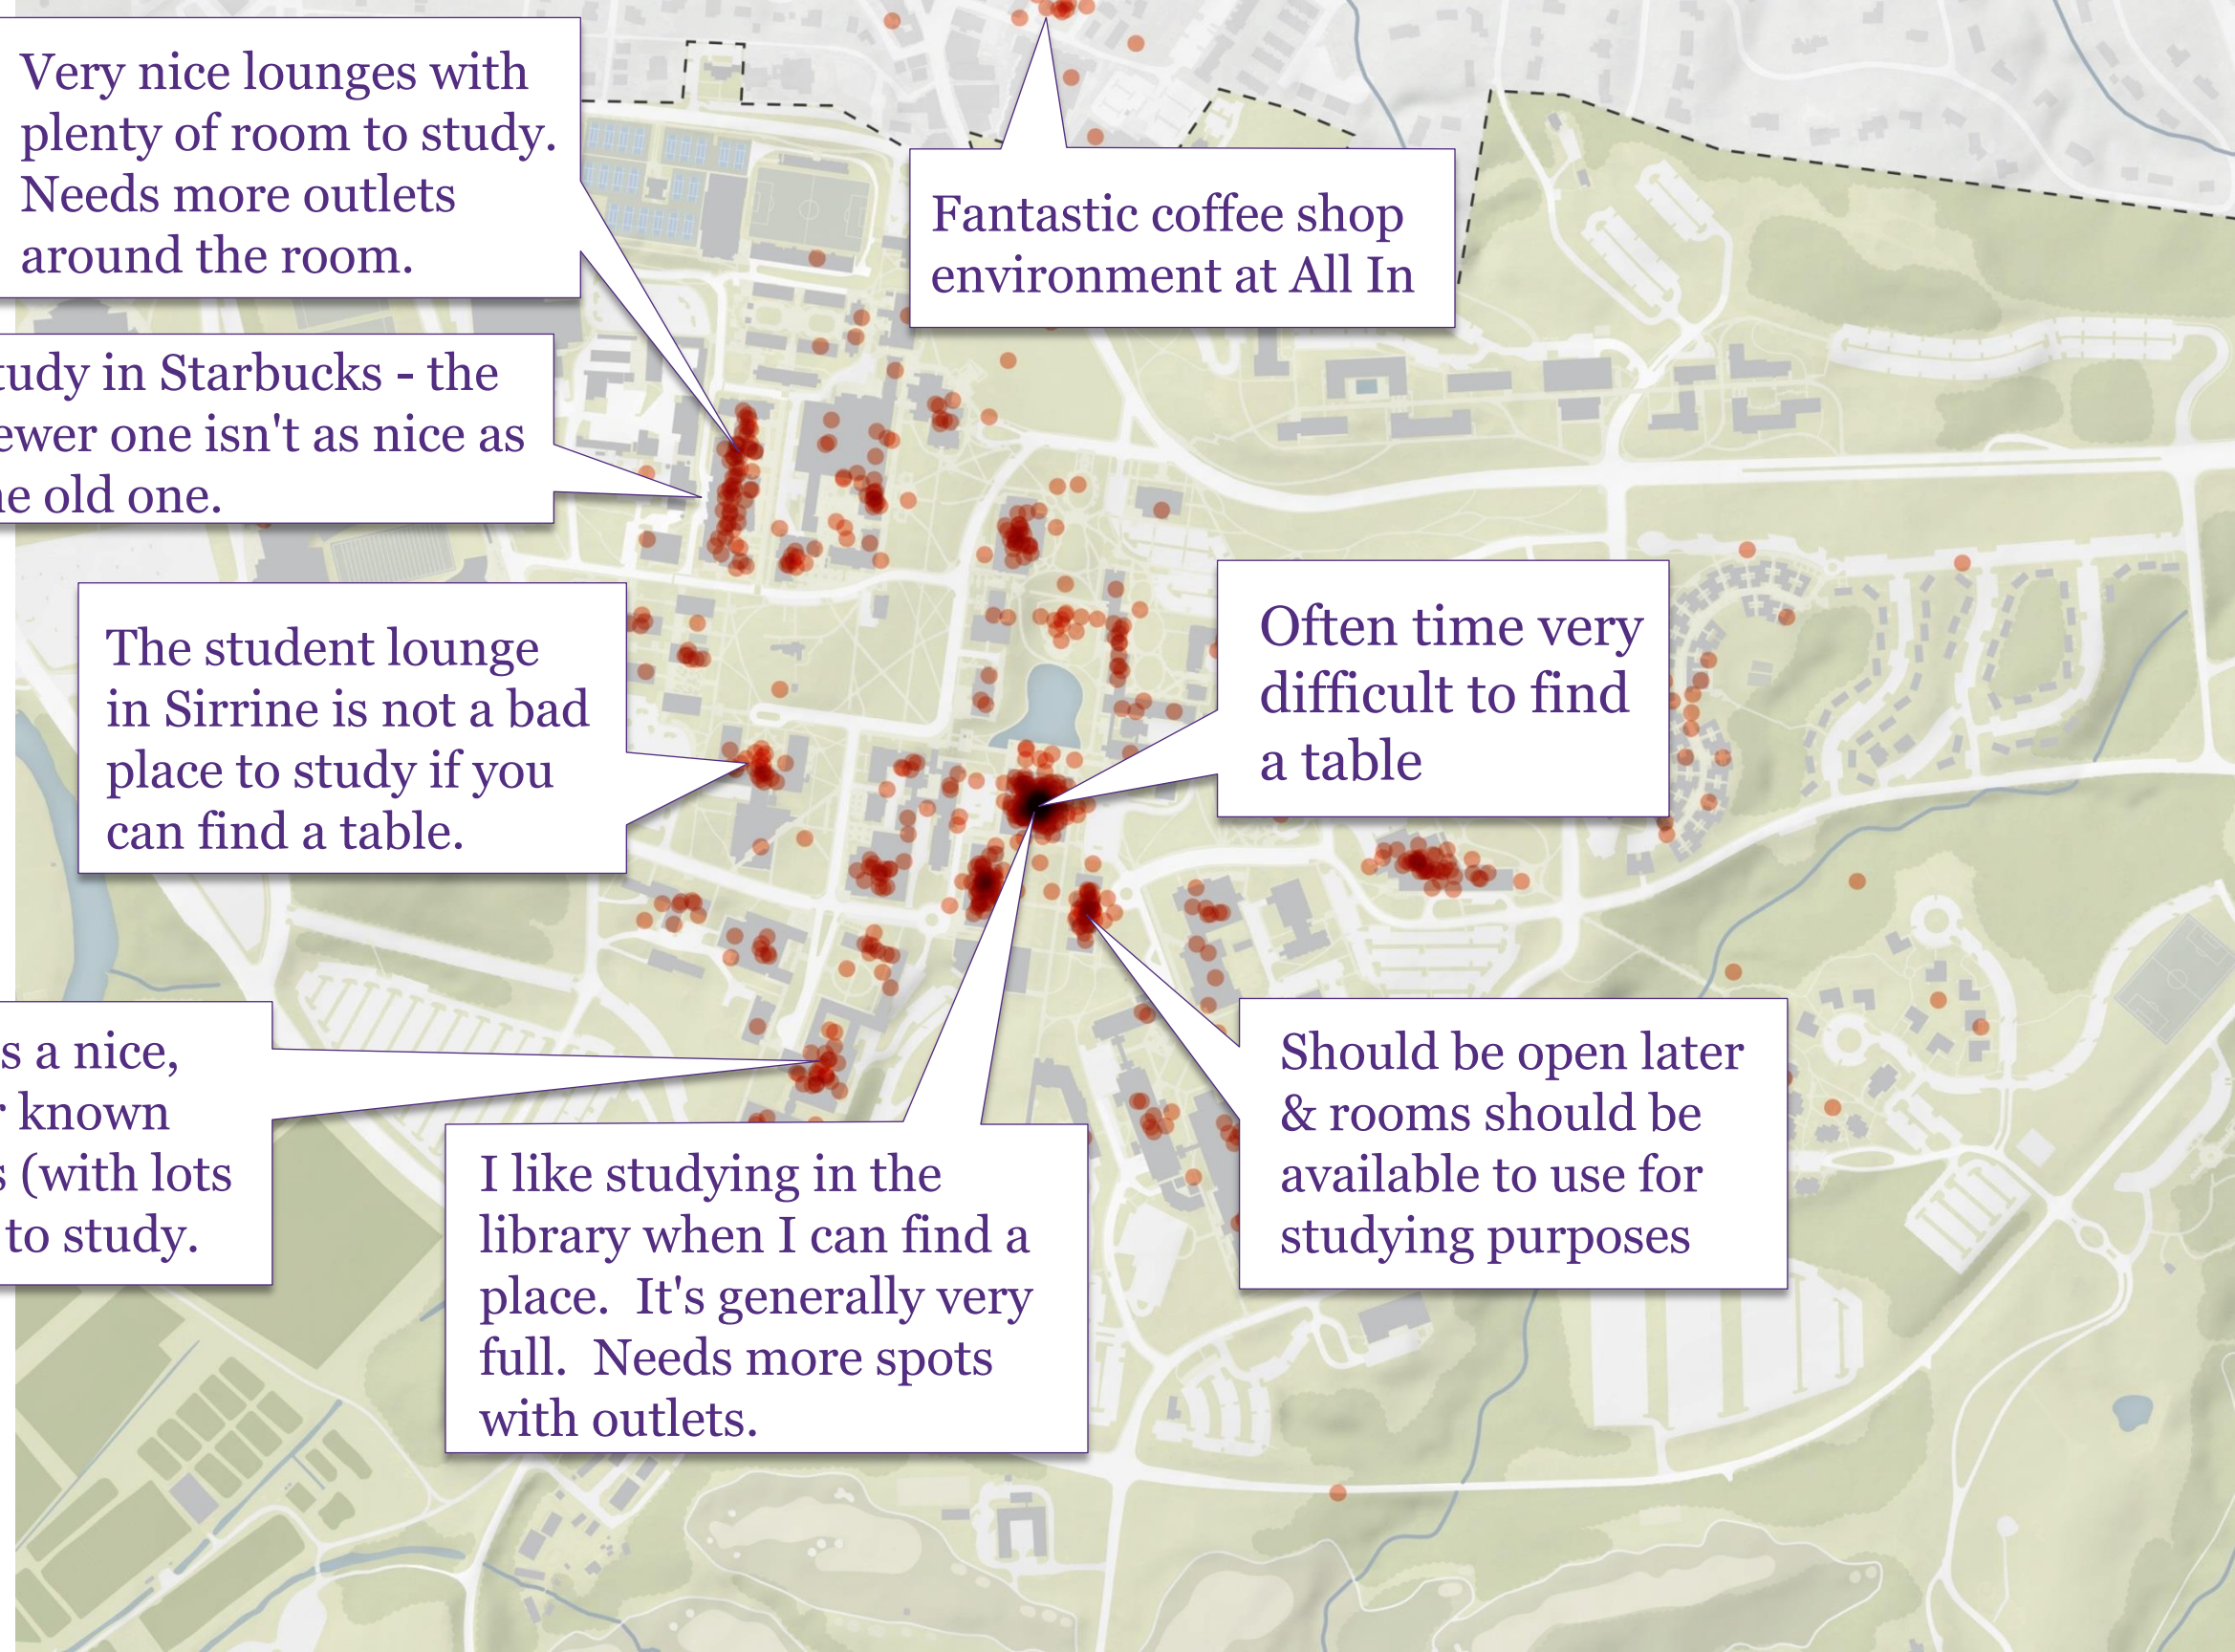 Very nice lounges with
plenty of room to study.
Needs more outlets
around the room.
Fantastic coffee shop
environment at All In
tudy in Starbucks - the
ewer one isn't as nice as
e old one.
The student lounge
in Sirrine is not a bad
place to study if you
can find a table.
Often time very
difficult to find
a table
s a nice,
r known
s (with lots
to study.
I like studying in the
library when I can find a
place. It's generally very
full. Needs more spots
with outlets.
Should be open later
& rooms should be
available to use for
studying purposes